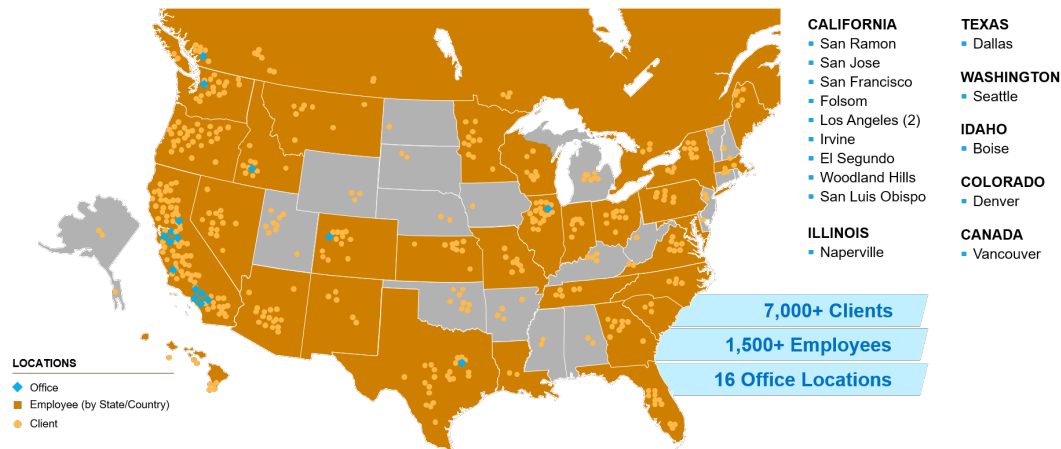 CALIFORNIA
San Ramon
San Jose
San Francisco
Folsom
Los Angeles (2)
Irvine
El Segundo
Woodland Hills
San Luis Obispo
ILLINOIS
Naperville
TEXAS
Dallas
WASHINGTON
Seattle
IDAHO
Boise
COLORADO
Denver
CANADA
Vancouver
7,000+ Clients
1,500+ Employees
16 Office Locations
LOCATIONS
Office
Employee (by State/Country)
Client